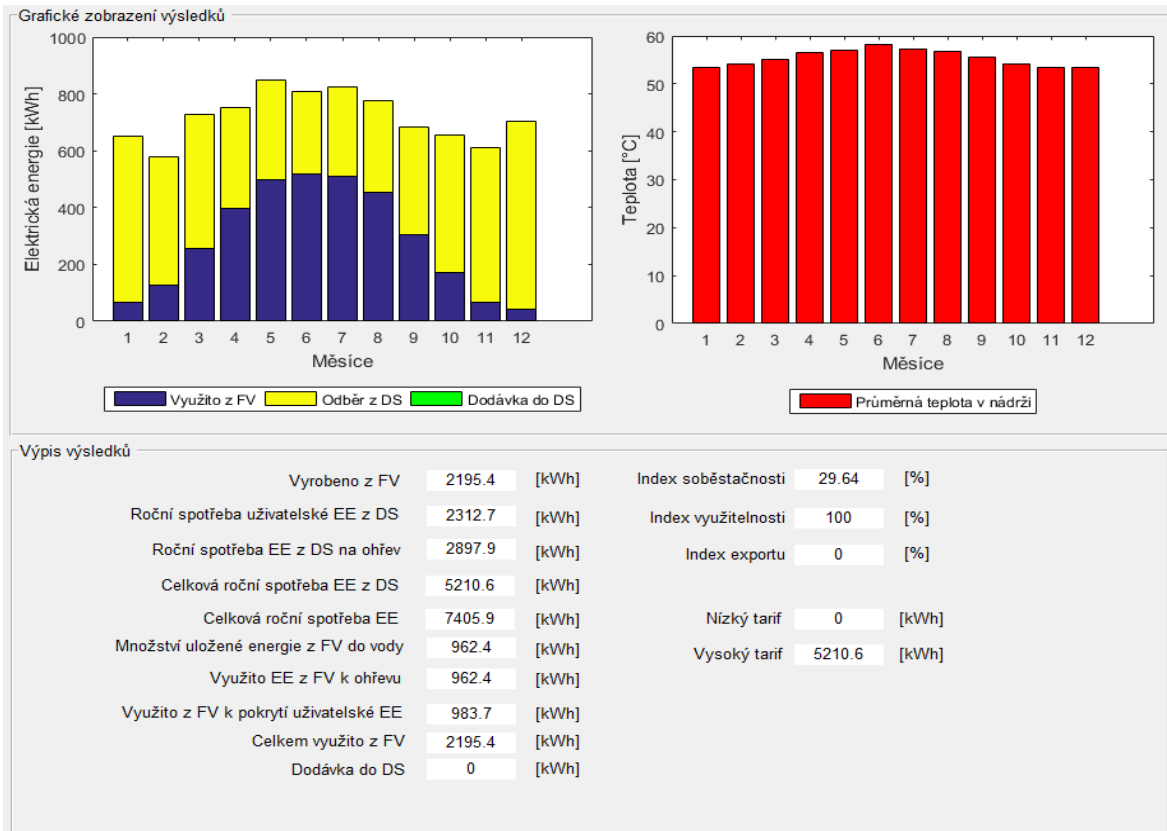 Grafické zobrazení výsledků
1000
800
600
400
200
0
Elektrická energie [kWh]
1 2 3 4 5 6 7 8 9 10 11 12
Měsíce
Využito z FV Odběr z DS Dodávka do DS
60
50
40
30
20
10
0
Teplota [°C]
1 2 3 4 5 6 7 8 9 10 11 12
Měsíce
Průměrná teplota v nádrži
Výpis výsledků
Vyrobeno z FV 2195.4 [kWh]
Roční spotřeba uživatelské EE z DS 2312.7 [kWh]
Roční spotřeba EE z DS na ohřev 2897.9 [kWh]
Celková roční spotřeba EE z DS 5210.6 [kWh]
Celková roční spotřeba EE 7405.9 [kWh]
Množství uložené energie z FV do vody 962.4 [kWh]
Využito EE z FV k ohřevu 962.4 [kWh]
Využito z FV k pokrytí uživatelské EE 983.7 [kWh]
Celkem využito z FV 2195.4 [kWh]
Dodávka do DS 0 [kWh]
Index soběstačnosti 29.64 [%]
Index využitelnosti 100 [%]
Index exportu 0 [%]
Nízký tarif 0 [kWh]
Vysoký tarif 5210.6 [kWh]